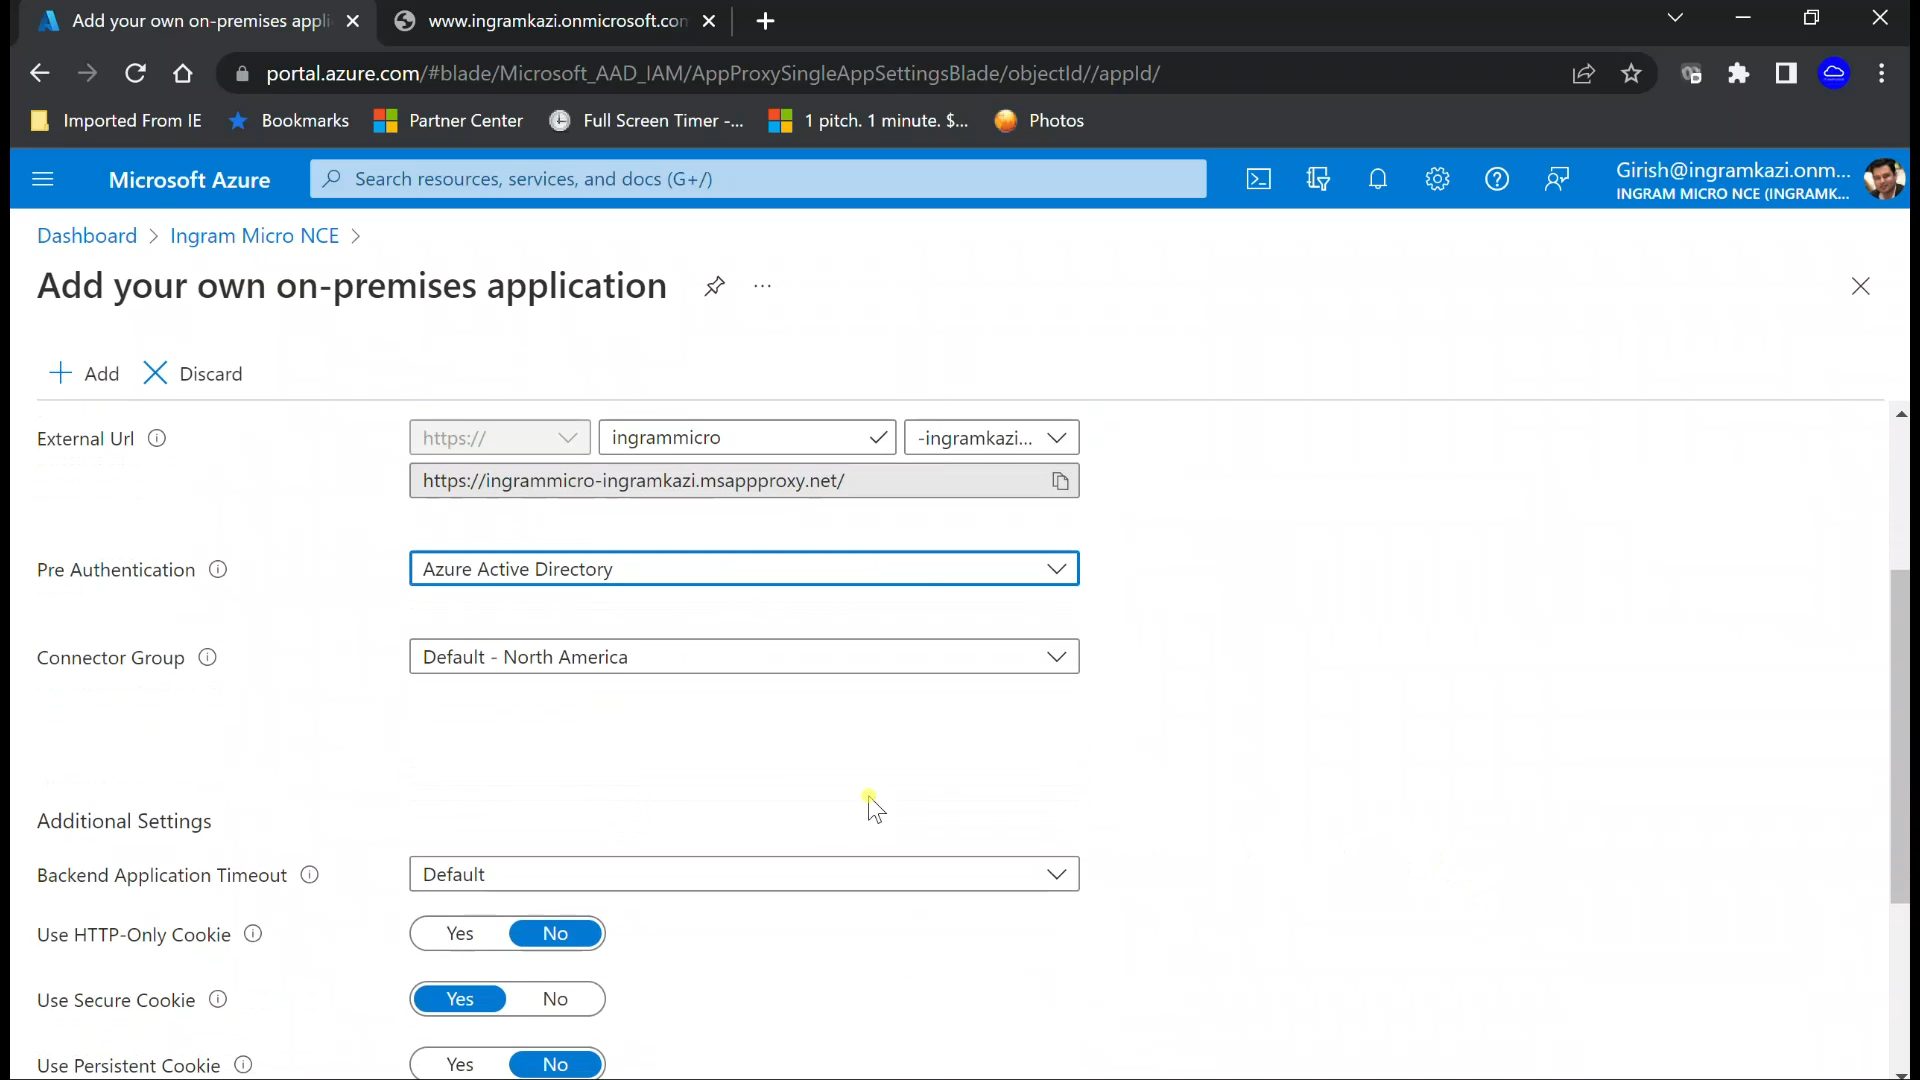 Add your own on-premises appli
www.ingramkazi.onmicrosoft.con
portal.azure.com/#blade/Microsoft_AAD_IAM/AppProxySingleAppSettingsBlade/objectId//appId/
Imported From IE
Bookmarks
Partner Center
Full Screen Timer -...
1 pitch. 1 minute. $...
Photos
Microsoft Azure
Search resources, services, and docs (G+/)
Girish@ingramkazi.onm...
INGRAM MICRO NCE (INGRAMK...
Dashboard > Ingram Micro NCE >
Add your own on-premises application
...
Add
Discard
External Url
https://
ingrammicro
-ingramkazi...
https://ingrammicro-ingramkazi.msappproxy.net/
Pre Authentication
Azure Active Directory
Connector Group
Default - North America
Additional Settings
Backend Application Timeout
Default
Use HTTP-Only Cookie
Yes No
Use Secure Cookie
Yes No
Use Persistent Cookie
Yes No